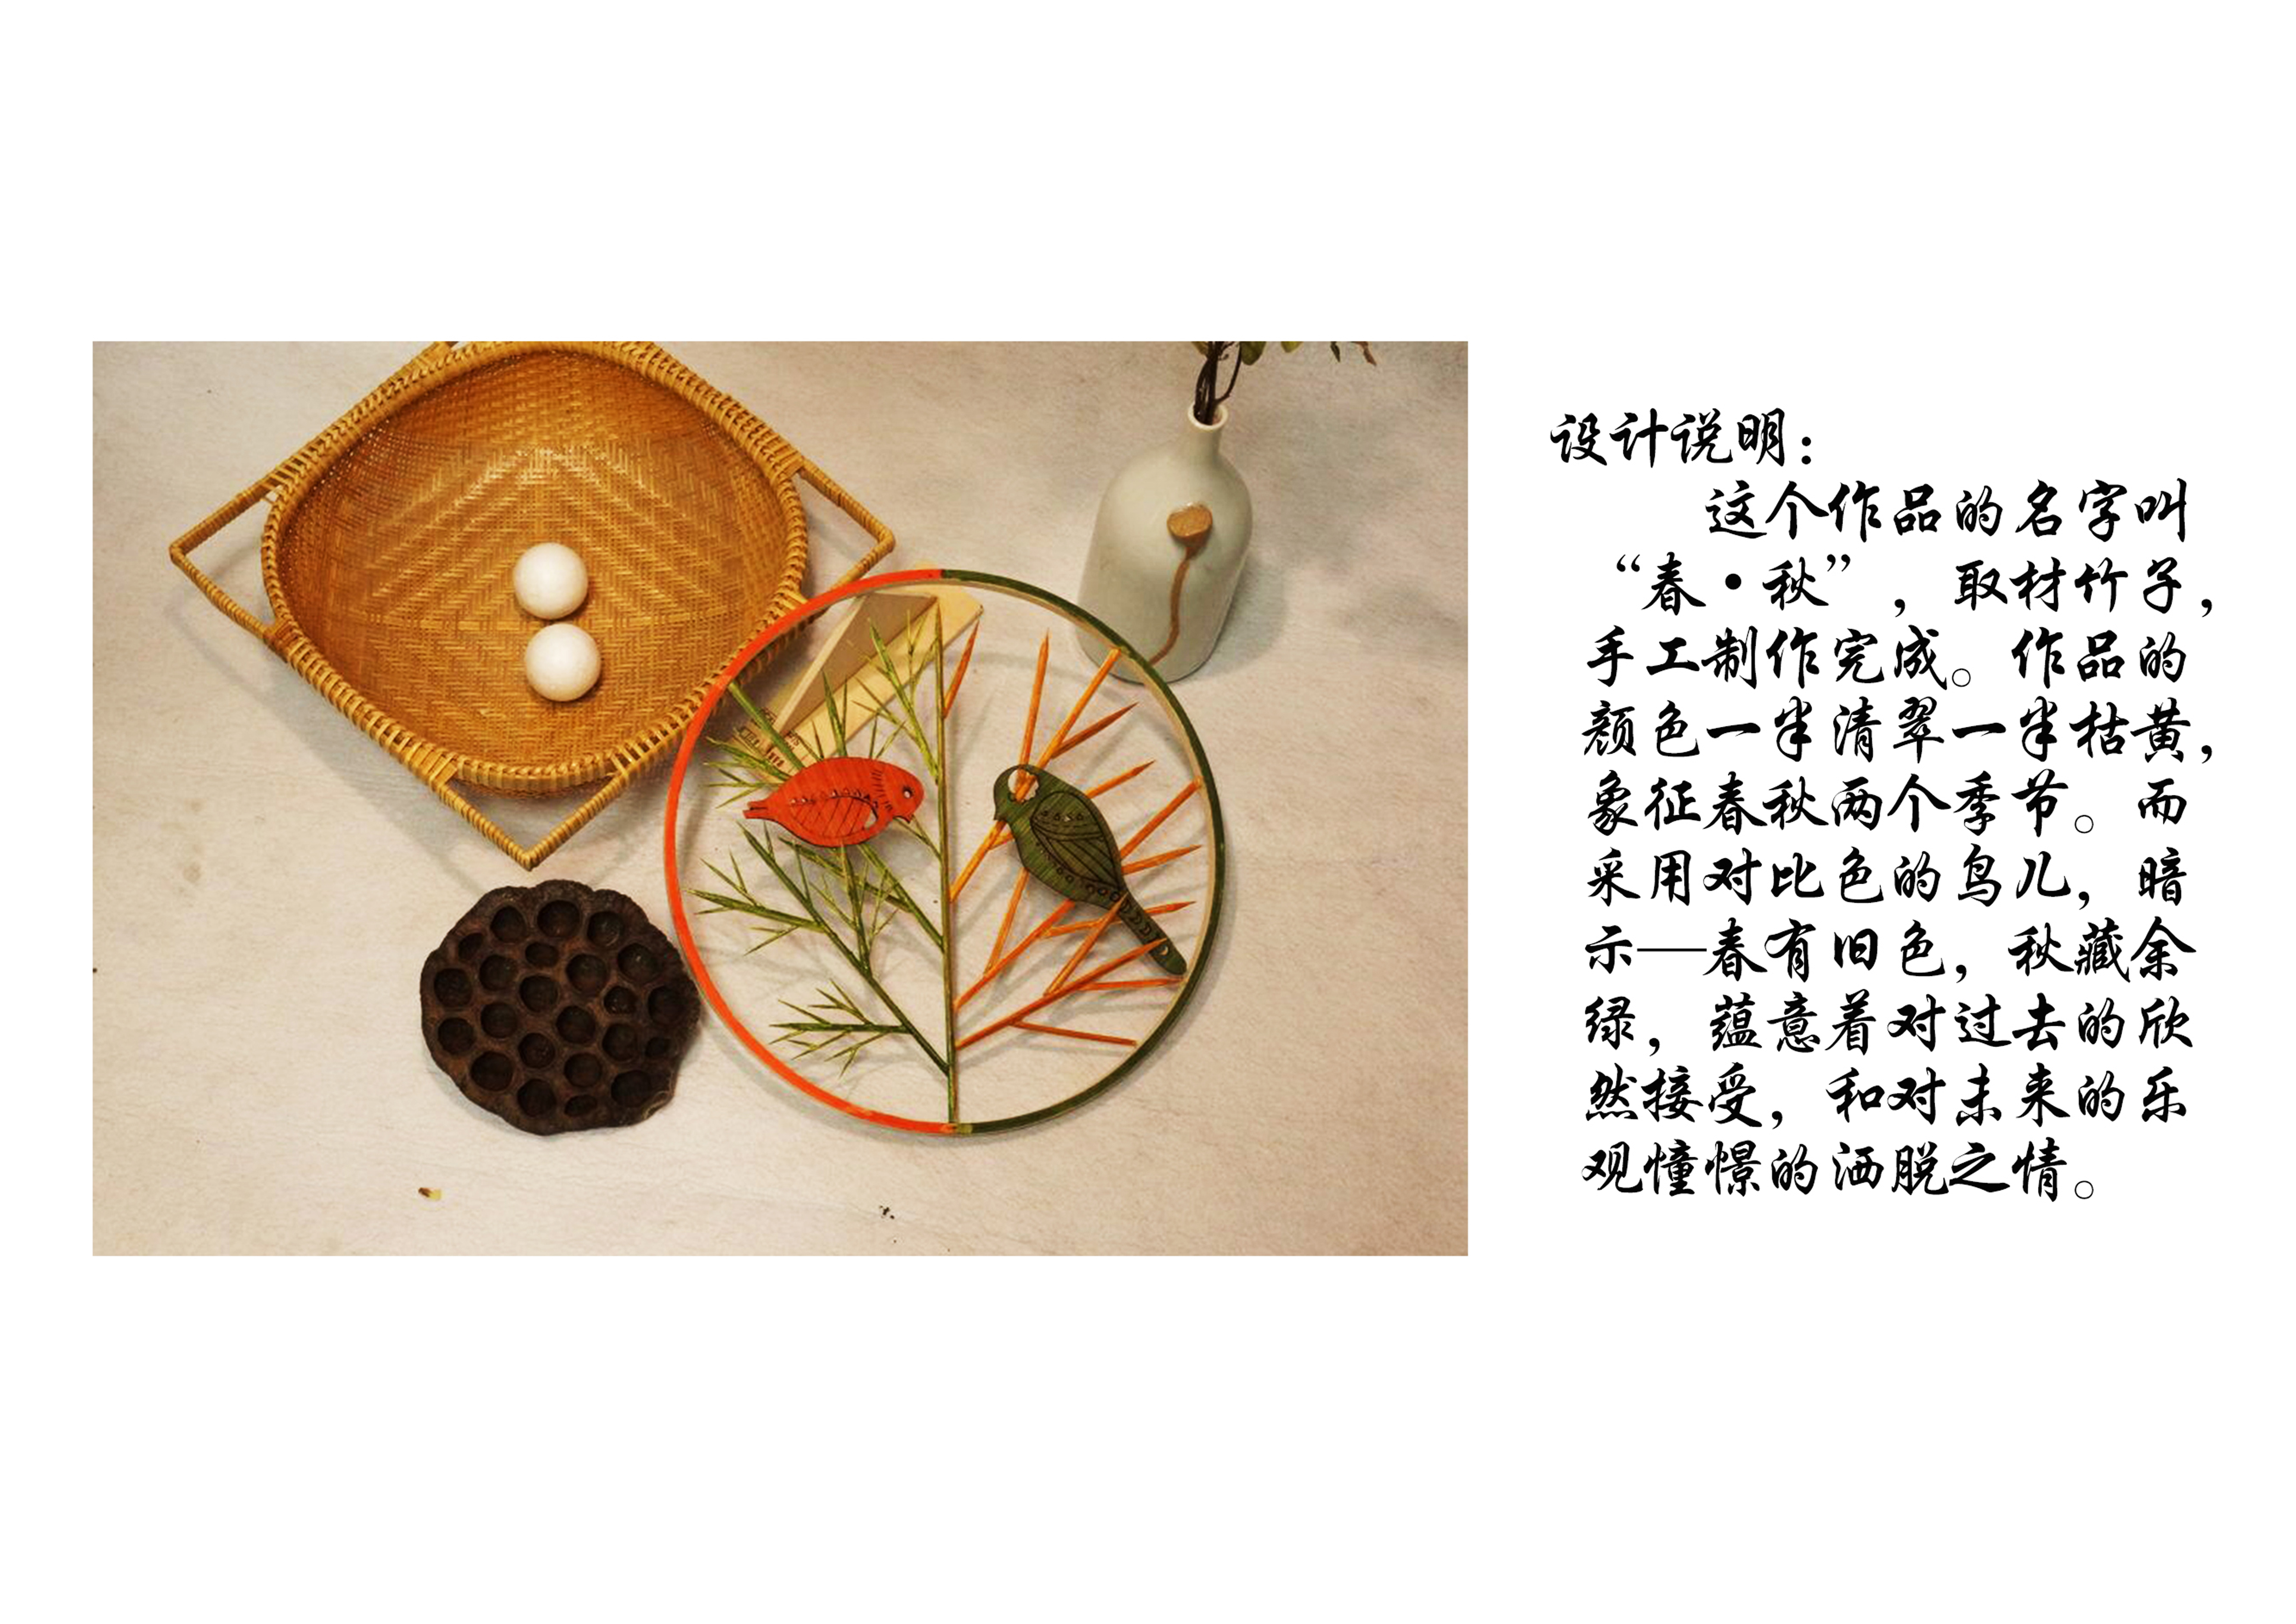 设计说明：
这个作品的名字叫
“春·秋”，取材竹子，
手工制作完成。作品的
颜色一半清翠一半枯黄，
象征春秋两个季节。而
采用对比色的鸟儿，暗
示——春有旧色，秋藏余
绿，蕴意着对过去的欣
然接受，和对未来的乐
观憧憬的洒脱之情。